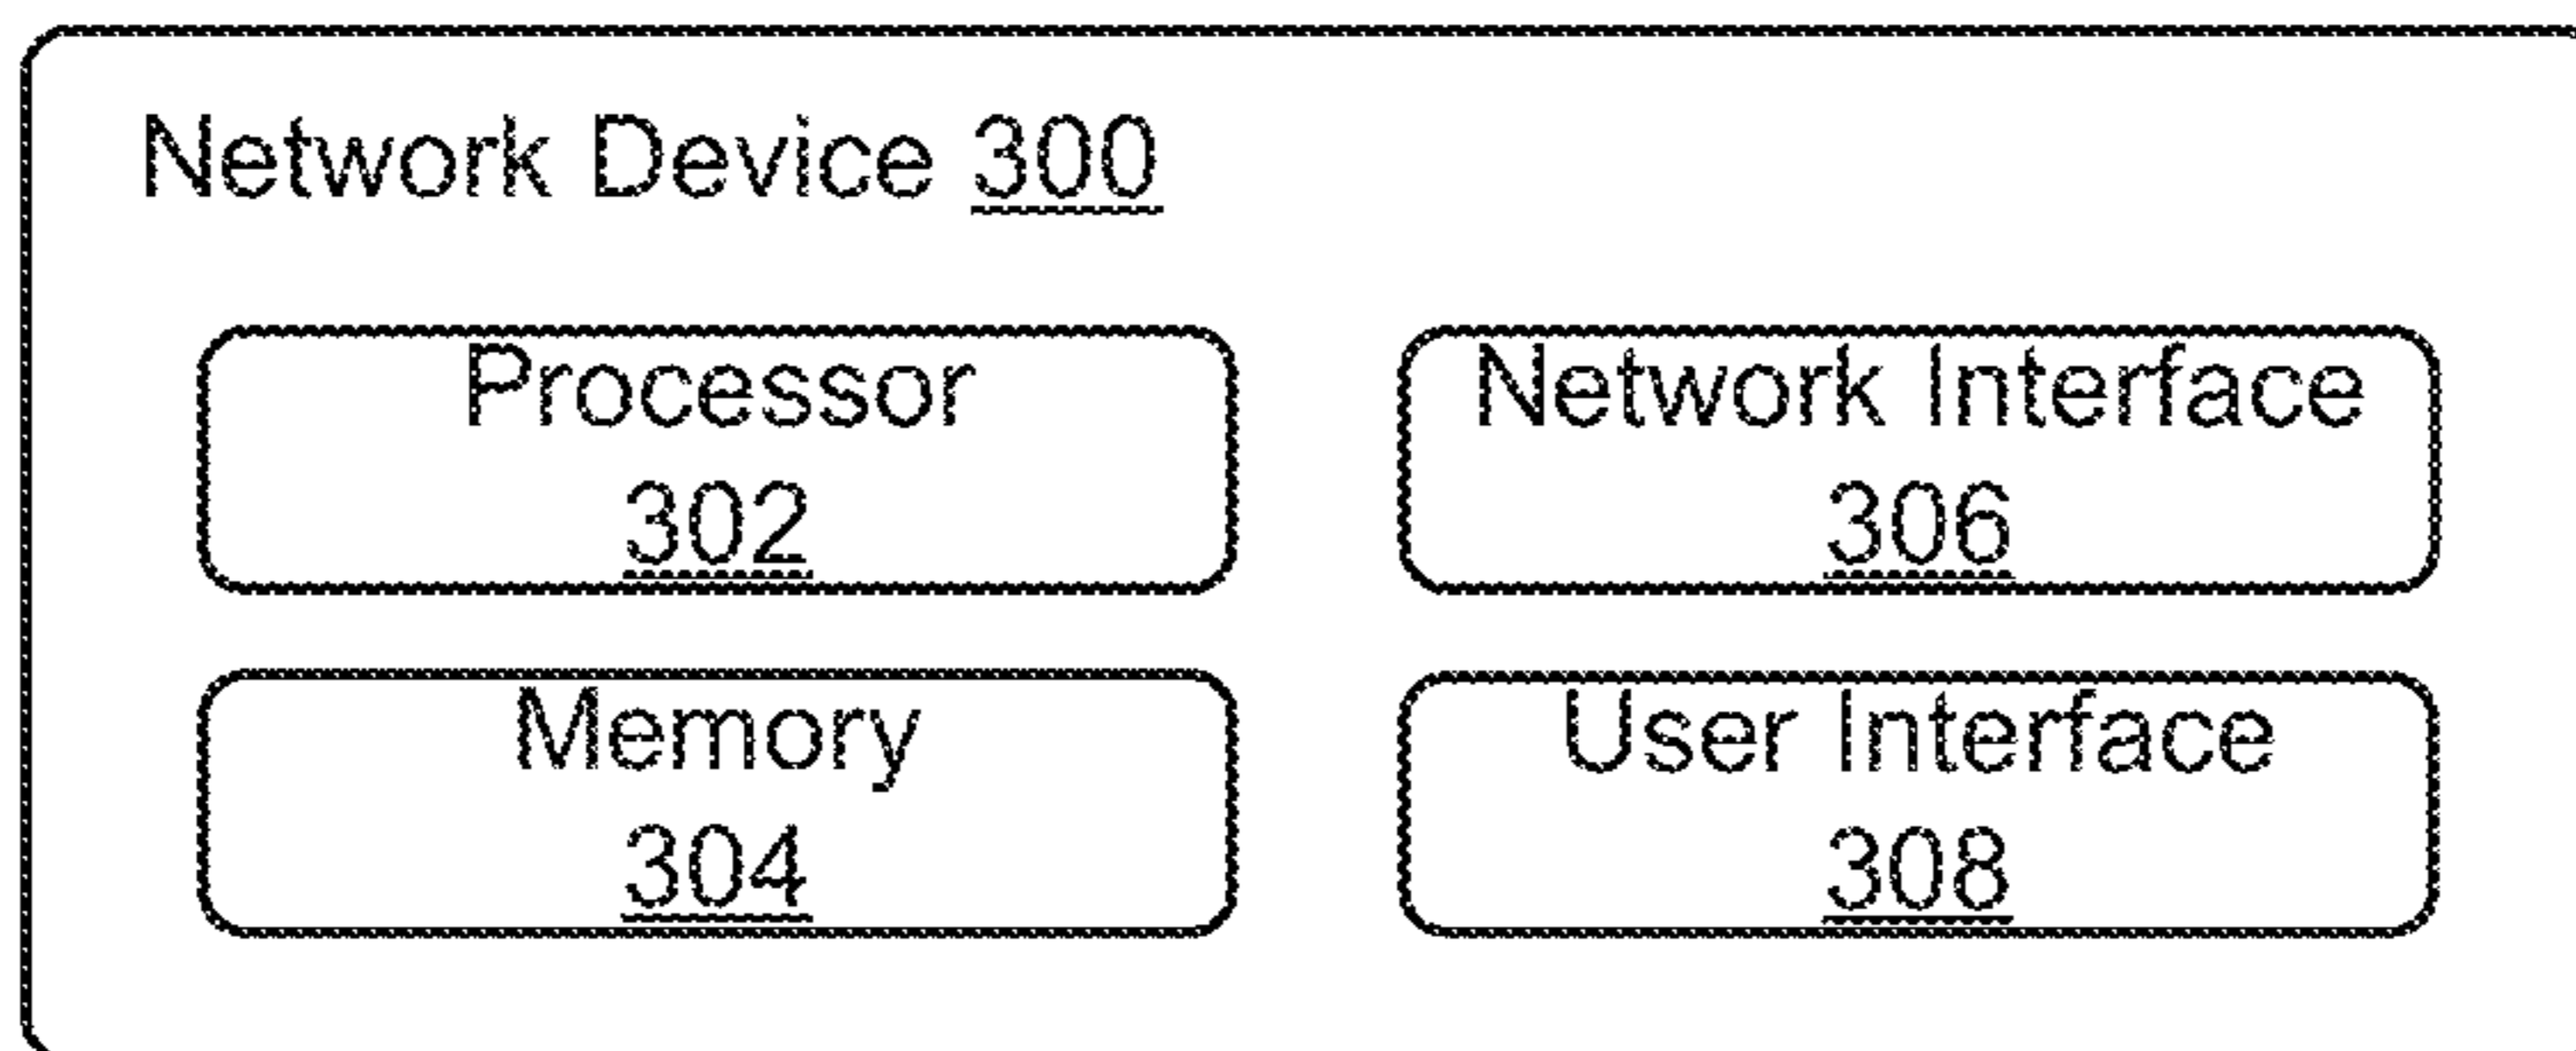 Network Device 300
Processor
302
Network Interface
306
Memory
304
User Interface
308